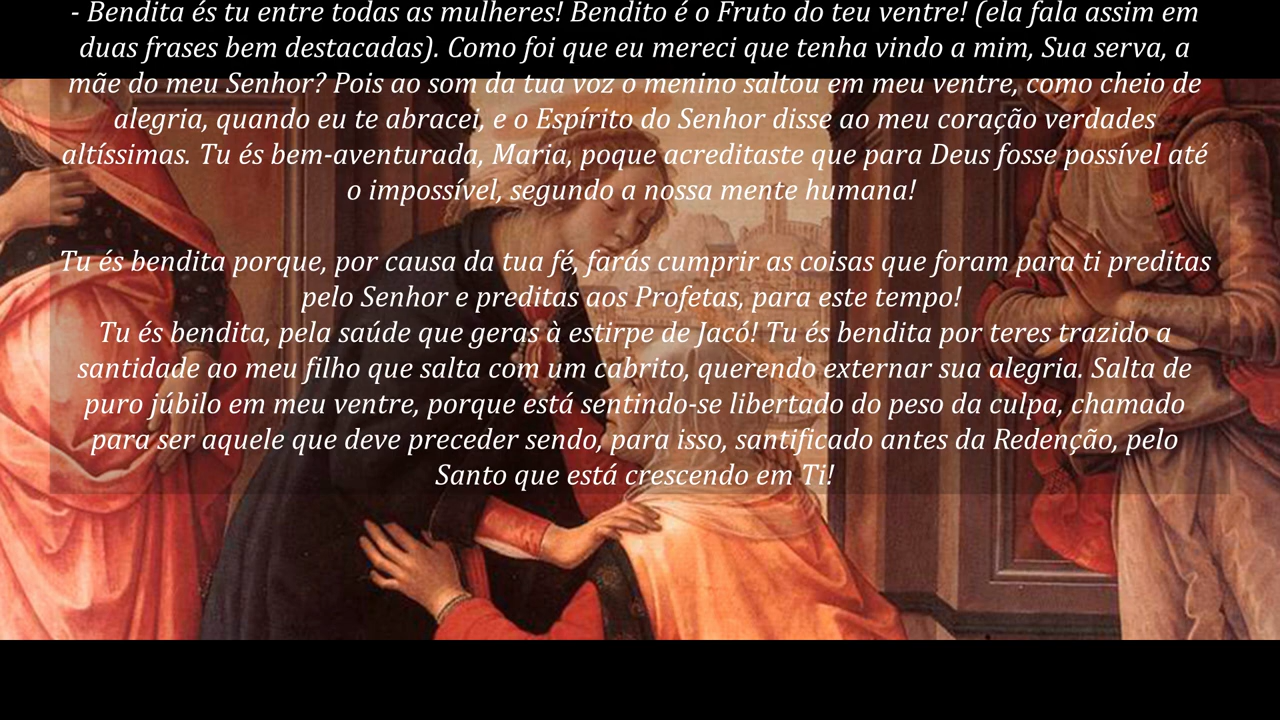 - Bendita és tu entre todas as mulheres! Bendito é o Fruto do teu ventre! (ela fala assim em
duas frases bem destacadas). Como foi que eu mereci que tenha vindo a mim, Sua serva, a
mãe do meu Senhor? Pois ao som da tua voz o menino saltou em meu ventre, como cheio de
alegria, quando eu te abracei, e o Espírito do Senhor disse ao meu coração verdades
altíssimas. Tu és bem-aventurada, Maria, poque acreditaste que para Deus fosse possível até
o impossível, segundo a nossa mente humana!
Tu és bendita porque, por causa da tua fé, farás cumprir as coisas que foram para ti preditas
pelo Senhor e preditas aos Profetas, para este tempo!
Tu és bendita, pela saúde que geras à estirpe de Jacó! Tu és bendita por teres trazido a
santidade ao meu filho que salta com um cabrito, querendo externar sua alegria. Salta de
puro júbilo em meu ventre, porque está sentindo-se libertado do peso da culpa, chamado
para ser aquele que deve preceder sendo, para isso, santificado antes da Redenção, pelo
Santo que está crescendo em Ti!